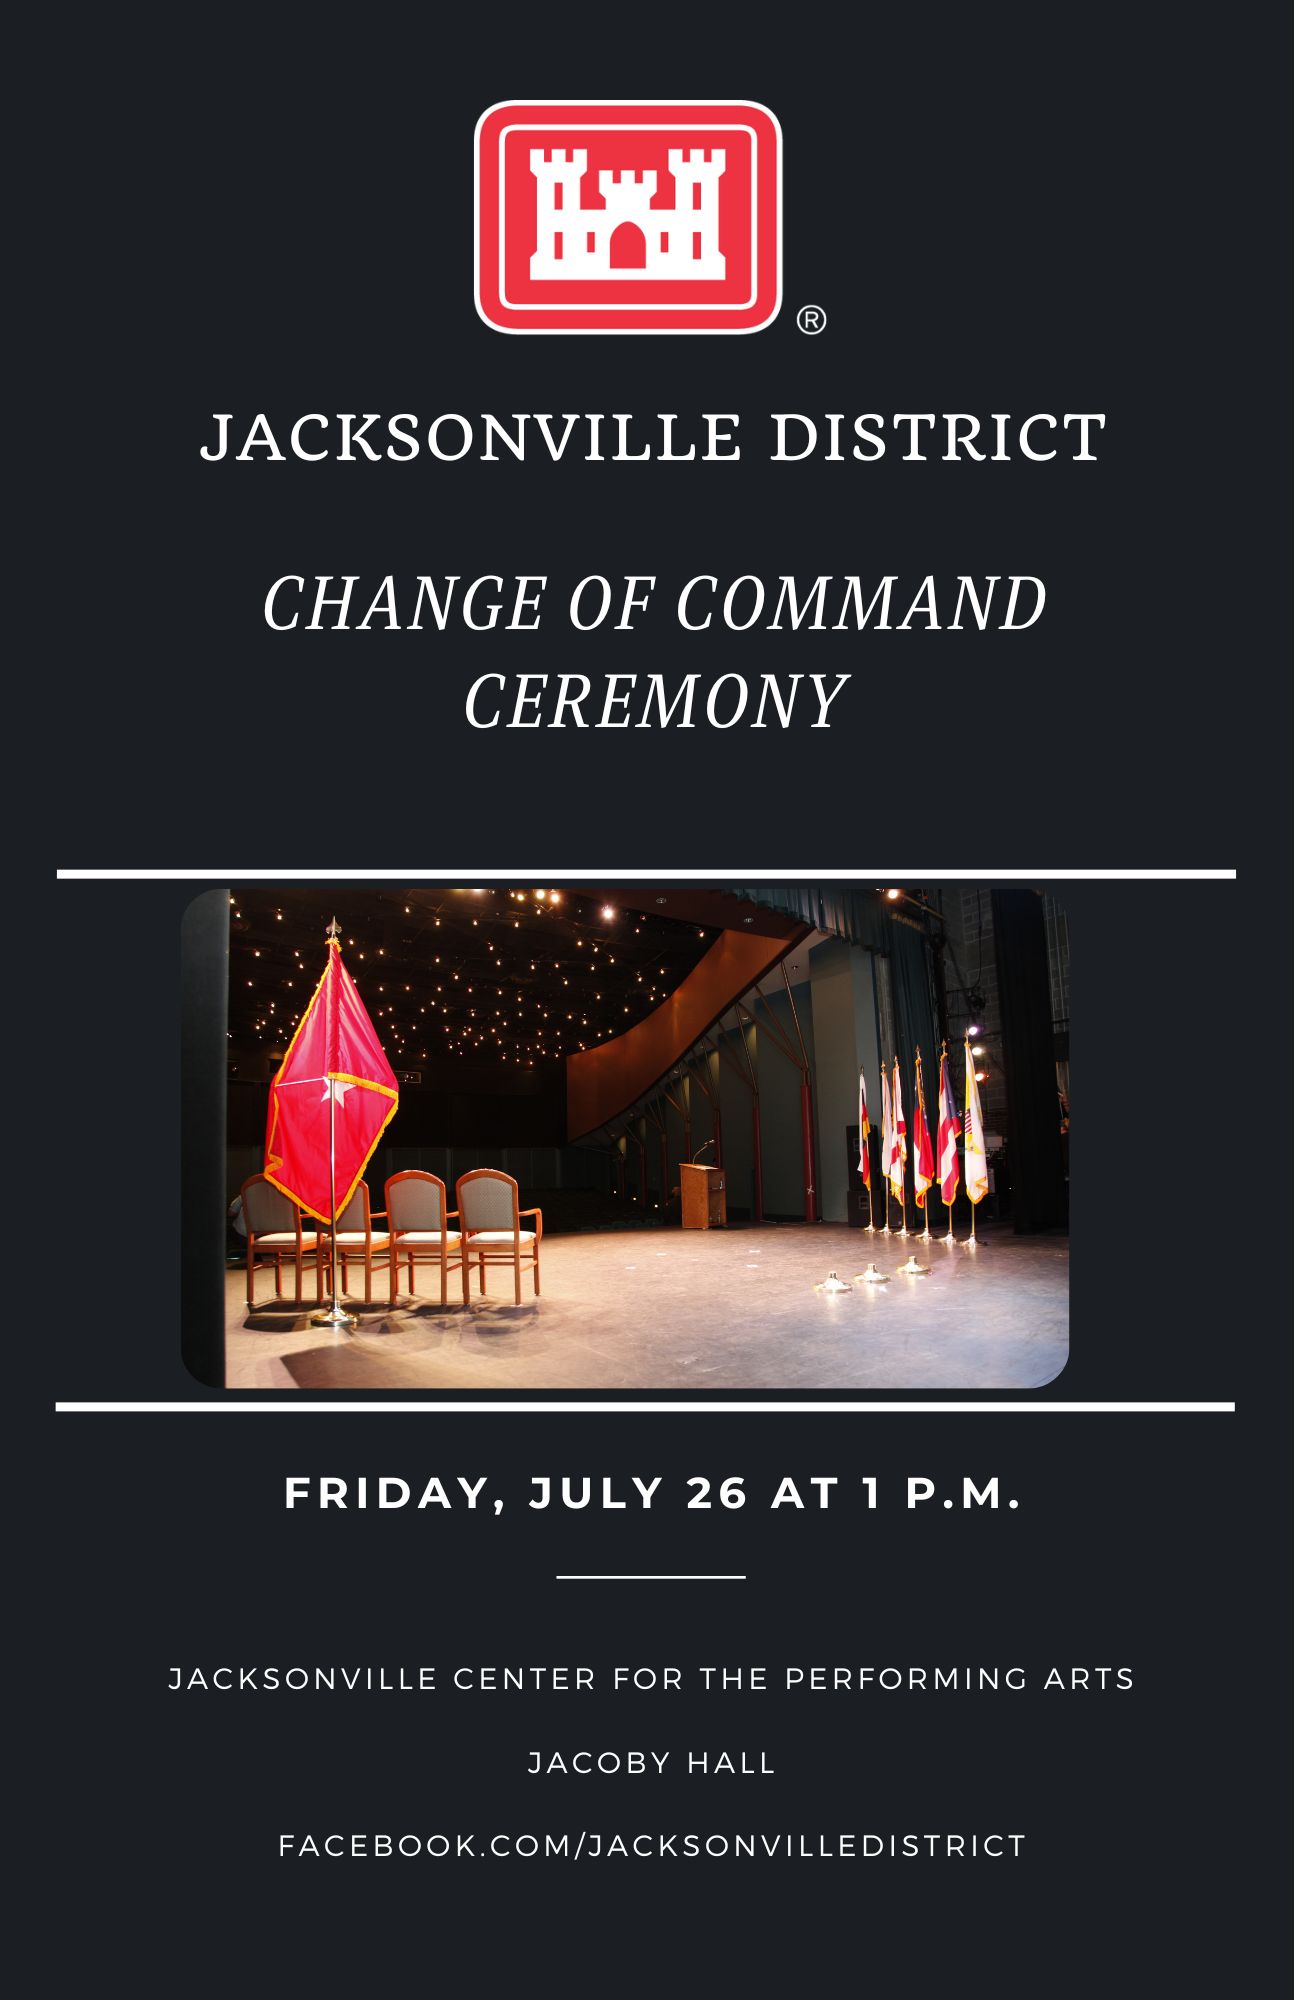 ®
JACKSONVILLE DISTRICT
CHANGE OF COMMAND
CEREMONY
FRIDAY, JULY 26 AT 1 P.M.
JACKSONVILLE CENTER FOR THE PERFORMING ARTS
JACOBY HALL
FACEBOOK.COM/JACKSONVILLEDISTRICT